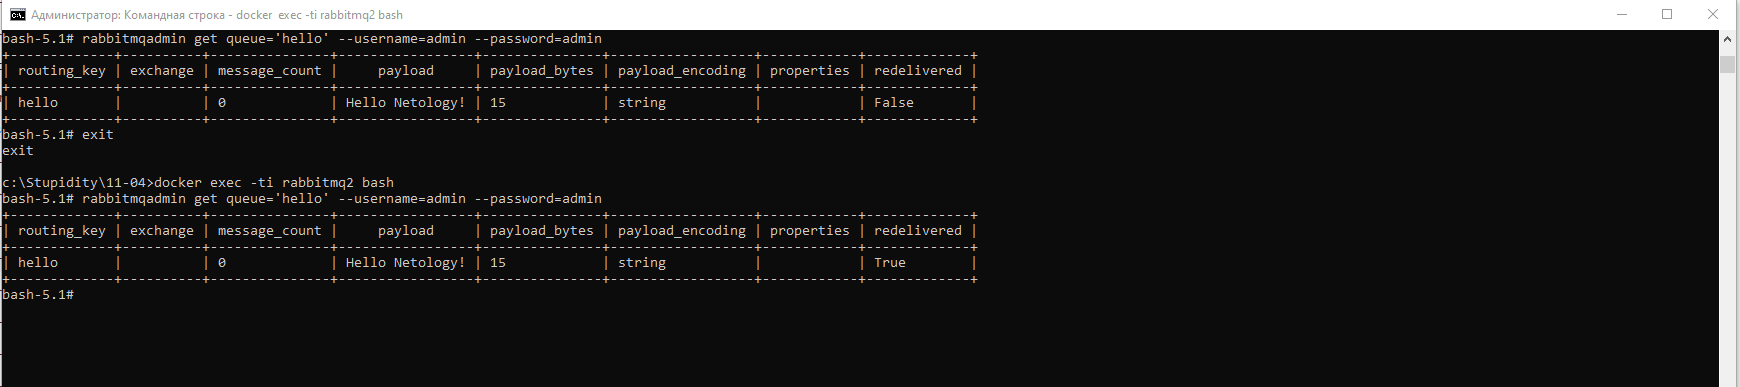 Администратор: Командная строка - docker  exec -ti rabbitmq2 bash
bash-5.1# rabbitmqadmin get queue='hello' --username=admin --password=admin
+-------------+----------+---------------+-----------------+---------------+------------------+------------+-------------+
| routing_key | exchange | message_count |     payload     | payload_bytes | payload_encoding | properties | redelivered |
+-------------+----------+---------------+-----------------+---------------+------------------+------------+-------------+
| hello       |          | 0             | Hello Netology! | 15            | string           |            | False       |
+-------------+----------+---------------+-----------------+---------------+------------------+------------+-------------+
bash-5.1# exit
exit
c:\Stupidity\11-04>docker exec -ti rabbitmq2 bash
bash-5.1# rabbitmqadmin get queue='hello' --username=admin --password=admin
+-------------+----------+---------------+-----------------+---------------+------------------+------------+-------------+
| routing_key | exchange | message_count |     payload     | payload_bytes | payload_encoding | properties | redelivered |
+-------------+----------+---------------+-----------------+---------------+------------------+------------+-------------+
| hello       |          | 0             | Hello Netology! | 15            | string           |            | True        |
+-------------+----------+---------------+-----------------+---------------+------------------+------------+-------------+
bash-5.1#